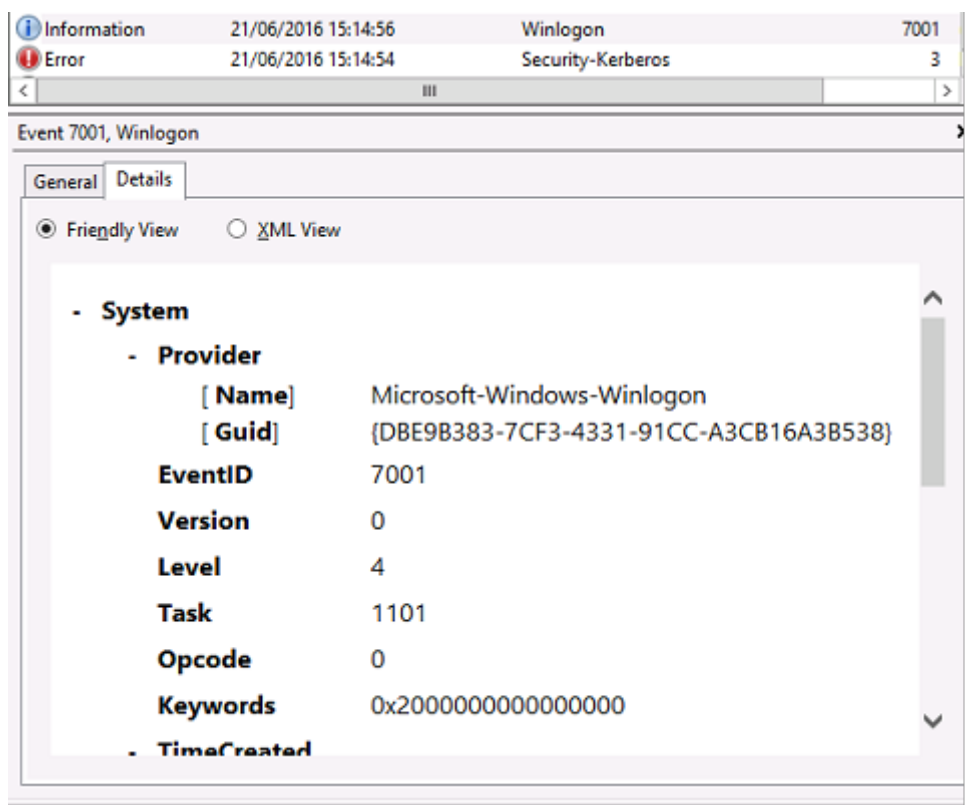 Information 21/06/2016 15:14:56 Winlogon 7001
Error 21/06/2016 15:14:54 Security-Kerberos 3
Event 7001, Winlogon
General Details
Friendly View XML View
- System
- Provider
[ Name] Microsoft-Windows-Winlogon
[ Guid] {DBE9B383-7CF3-4331-91CC-A3CB16A3B538}
EventID 7001
Version 0
Level 4
Task 1101
Opcode 0
Keywords 0x2000000000000000
- TimeCreated